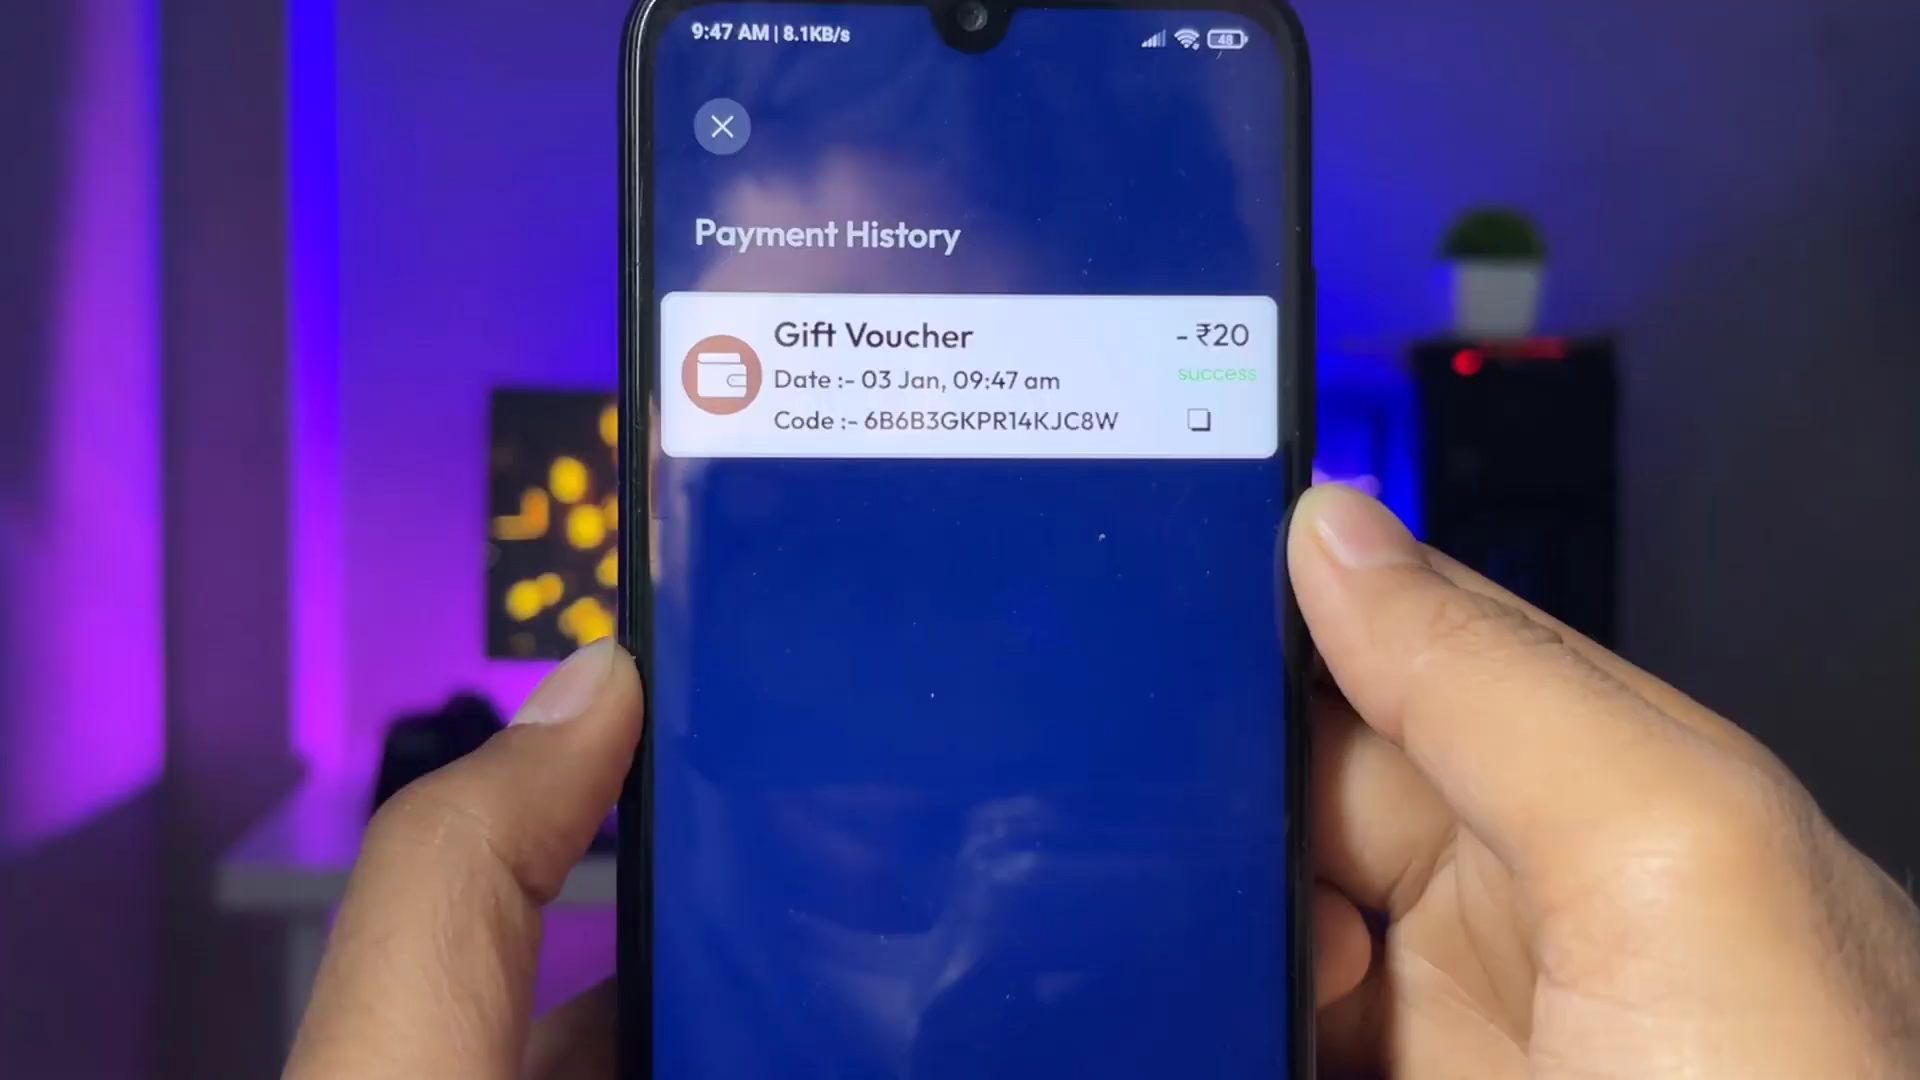 9:47 AM | 8.1KB/s
48
Payment History
Gift Voucher
- ₹20
Date :- 03 Jan, 09:47 am
success
Code :- 6B6B3GKPR14KJC8W